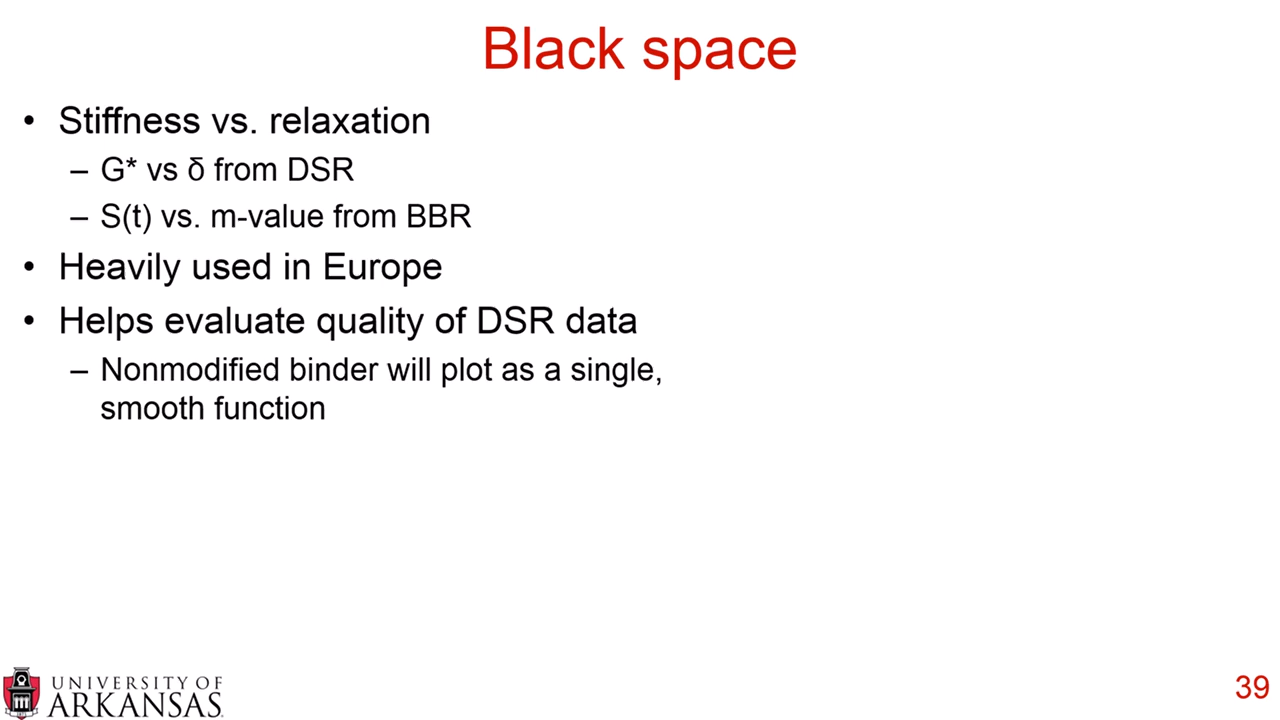 Black space
• Stiffness vs. relaxation
– G* vs δ from DSR
– S(t) vs. m-value from BBR
• Heavily used in Europe
• Helps evaluate quality of DSR data
– Nonmodified binder will plot as a single,
smooth function
UNIVERSITY OF
ARKANSAS
39